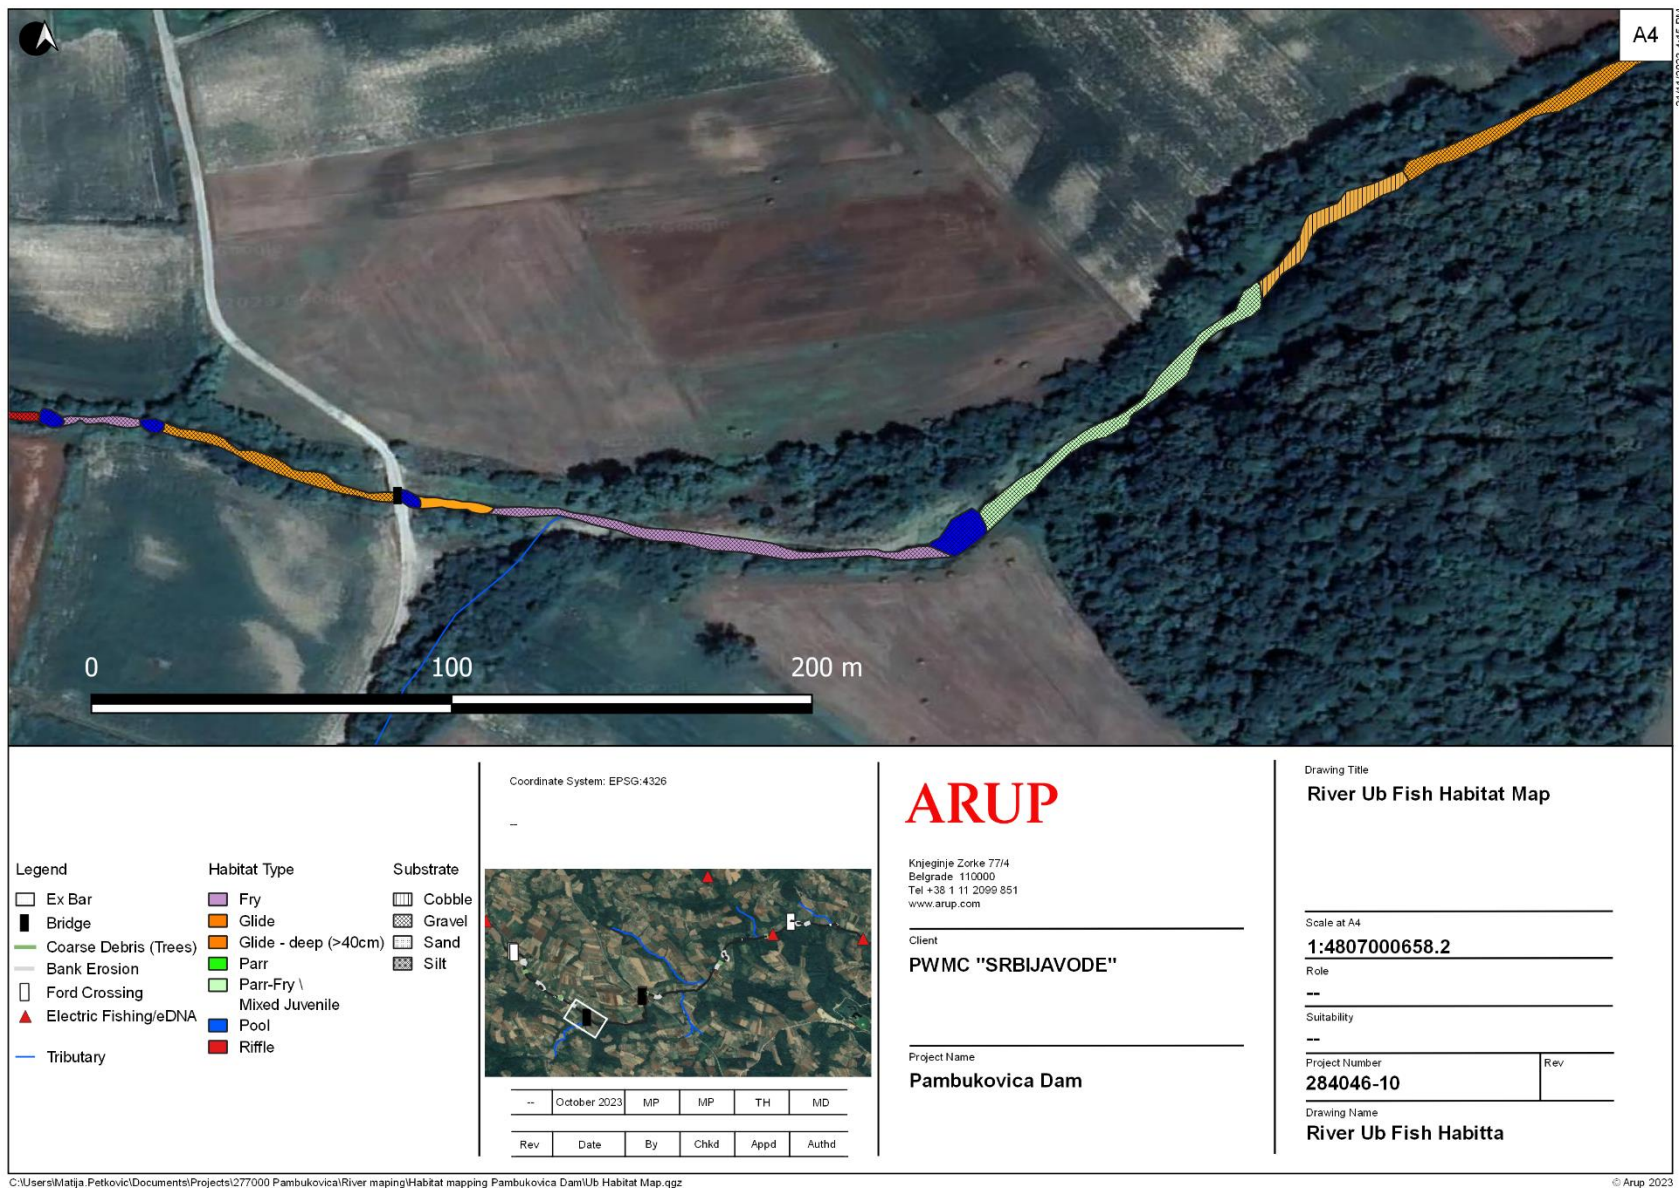 A4
2023 Google
0
100
200 m
Legend
Ex Bar
Bridge
Coarse Debris (Trees)
Bank Erosion
Ford Crossing
Electric Fishing/eDNA
Tributary
Habitat Type
Fry
Glide
Glide - deep (>40cm)
Parr
Parr-Fry \
Mixed Juvenile
Pool
Riffle
Substrate
Cobble
Gravel
Sand
Silt
Coordinate System: EPSG:4326
--
-- October 2023 MP MP TH MD
Rev Date By Chkd Appd Authd
ARUP
Knjeginje Zorke 77/4
Belgrade 110000
Tel +38 1 11 2099 851
www.arup.com
Client
PWMC "SRBIJAVODE"
Project Name
Pambukovica Dam
Drawing Title
River Ub Fish Habitat Map
Scale at A4
1:4807000658.2
Role
--
Suitability
--
Project Number Rev
284046-10
Drawing Name
River Ub Fish Habitta
C:\Users\Matija.Petkovic\Documents\Projects\277000 Pambukovica\River maping\Habitat mapping Pambukovica Dam\Ub Habitat Map.qgz
© Arup 2023